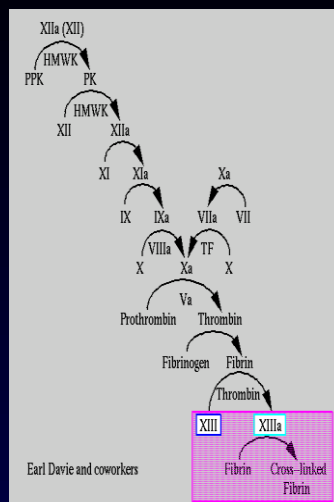 XIIa (XII)
HMWK
PPK PK
HMWK
XII XIIa
XI XIa Xa
IX IXa VIIa VII
VIIIa TF
X Xa X
Va
Prothrombin Thrombin
Fibrinogen Fibrin
Thrombin
XIII XIIIa
Earl Davie and coworkers Fibrin Cross-linked
Fibrin